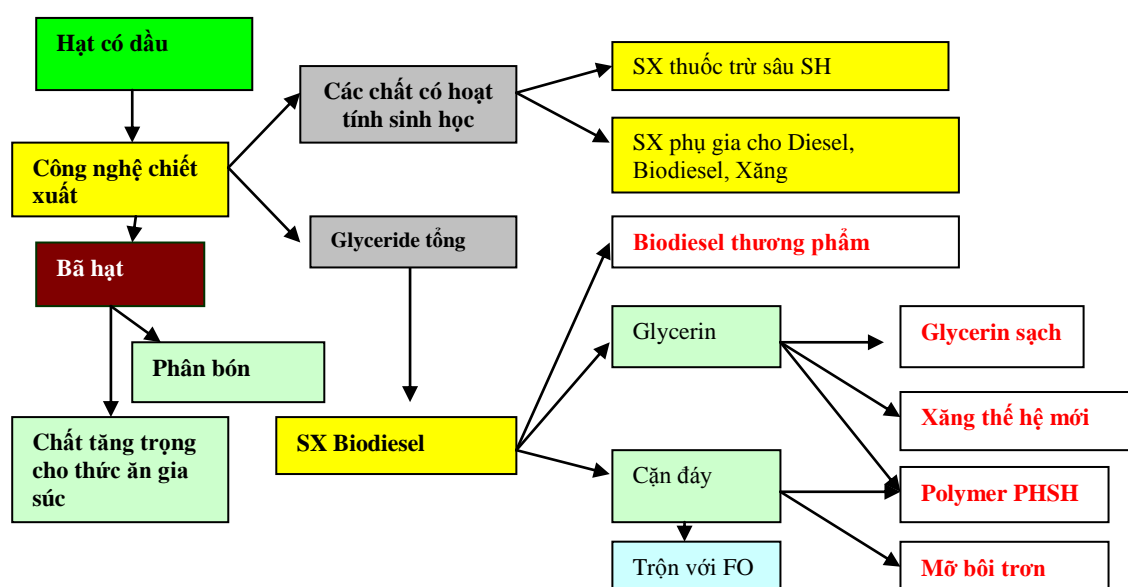 Hạt có dầu
SX thuốc trừ sâu SH
Các chất có hoạt
tính sinh học
SX phụ gia cho Diesel,
Biodiesel, Xăng
Công nghệ chiết
xuất
Glyceride tổng
Biodiesel thương phẩm
Bã hạt
Glycerin
Glycerin sạch
Phân bón
Xăng thế hệ mới
Chất tăng trọng
cho thức ăn gia
súc
SX Biodiesel
Cặn đáy
Polymer PHSH
Trộn với FO
Mỡ bôi trơn